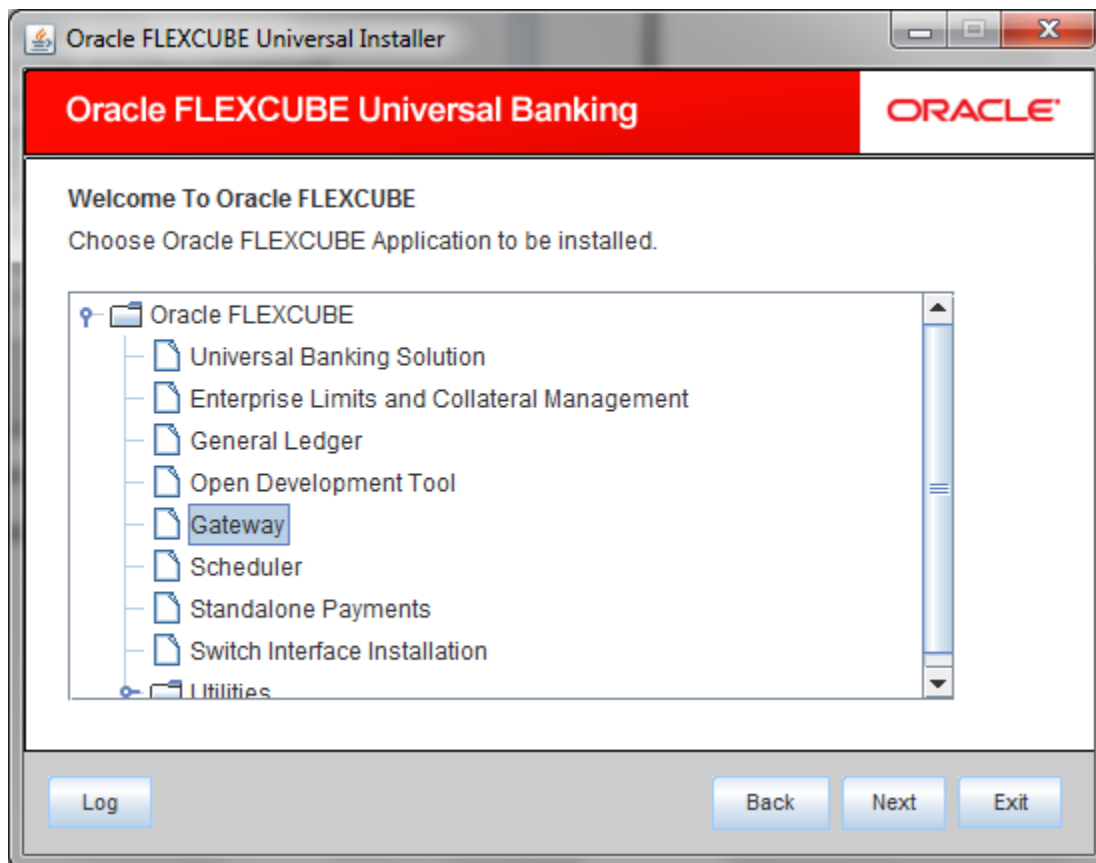 Oracle FLEXCUBE Universal Installer
Oracle FLEXCUBE Universal Banking
ORACLE
Welcome To Oracle FLEXCUBE
Choose Oracle FLEXCUBE Application to be installed.
Oracle FLEXCUBE
Universal Banking Solution
Enterprise Limits and Collateral Management
General Ledger
Open Development Tool
Gateway
Scheduler
Standalone Payments
Switch Interface Installation
Utilities
Log Back Next Exit